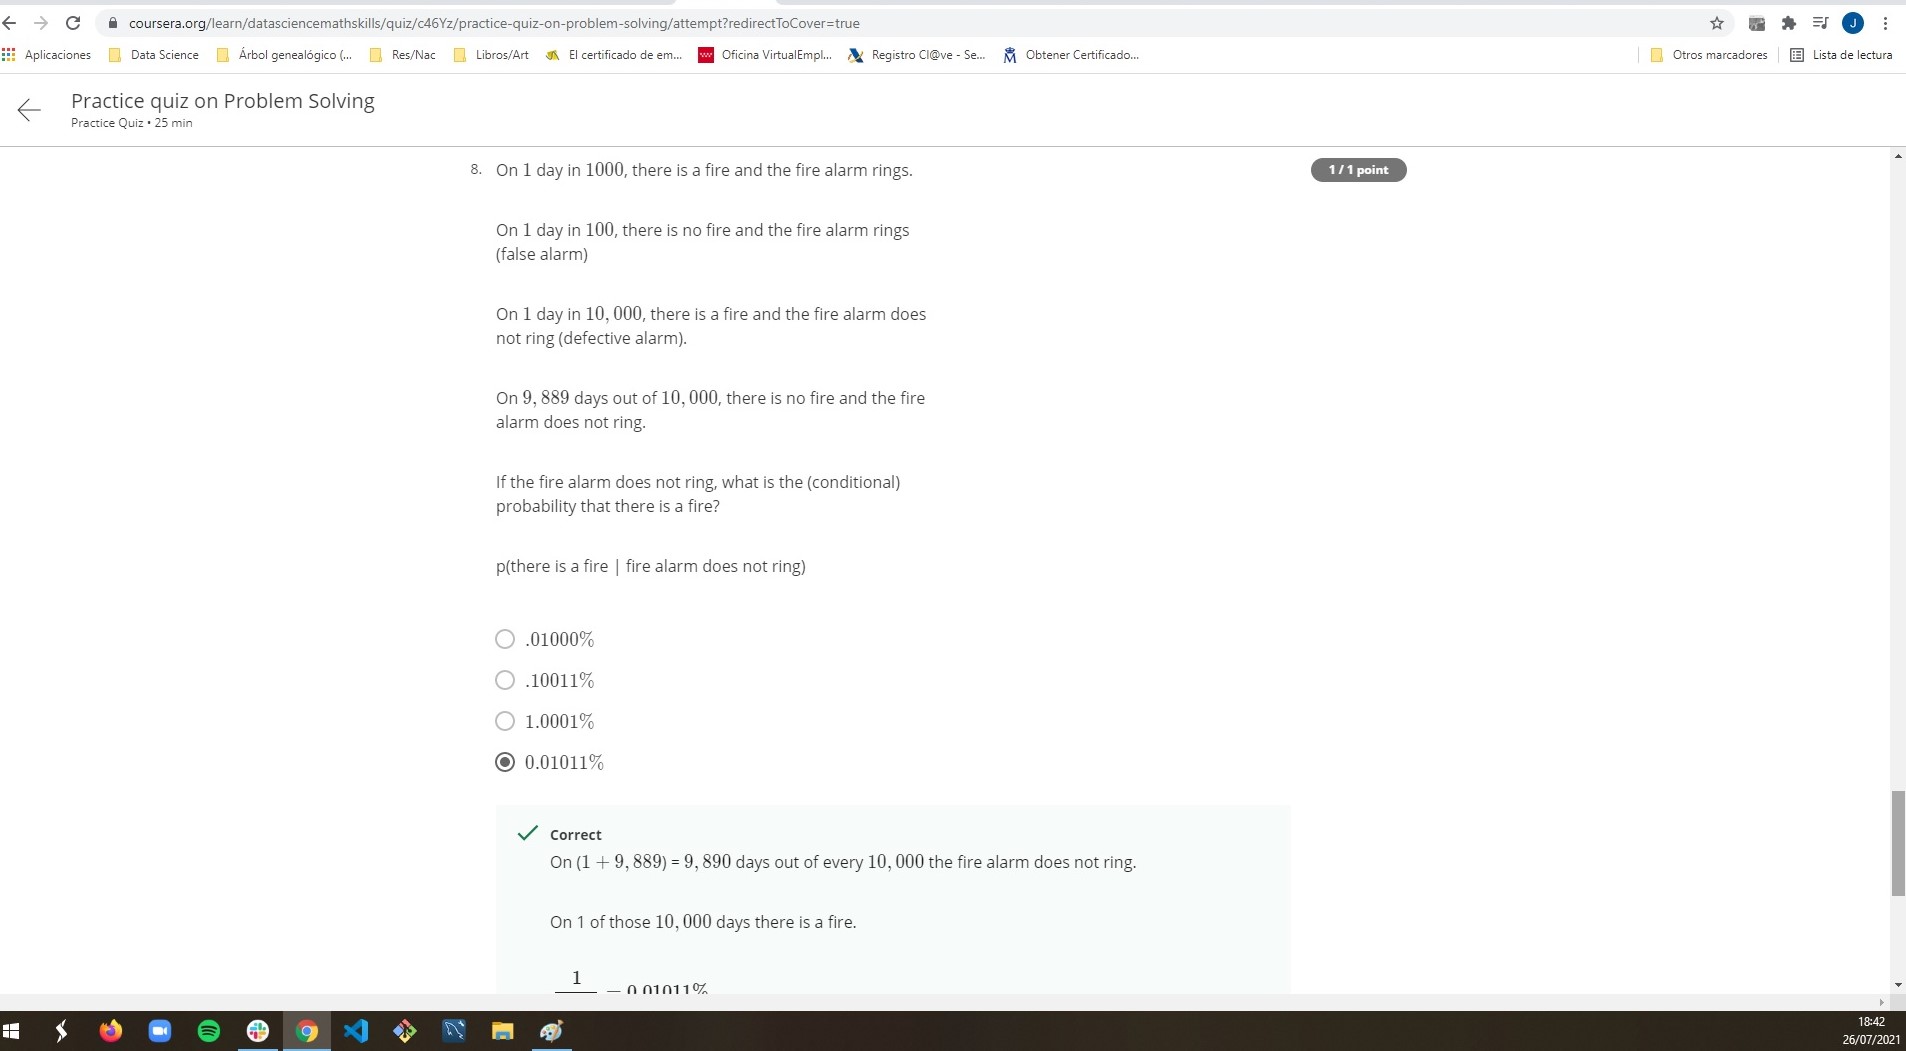 coursera.org/learn/datasciencemathskills/quiz/c46Yz/practice-quiz-on-problem-solving/attempt?redirectToCover=true
J
Aplicaciones Data Science Árbol genealógico (... Res/Nac Libros/Art El certificado de em... Oficina VirtualEmpl... Registro Cl@ve - Se... Obtener Certificado... Otros marcadores Lista de lectura
Practice quiz on Problem Solving
Practice Quiz • 25 min
8. On 1 day in 1000, there is a fire and the fire alarm rings. 1 / 1 point
On 1 day in 100, there is no fire and the fire alarm rings
(false alarm)
On 1 day in 10, 000, there is a fire and the fire alarm does
not ring (defective alarm).
On 9, 889 days out of 10, 000, there is no fire and the fire
alarm does not ring.
If the fire alarm does not ring, what is the (conditional)
probability that there is a fire?
p(there is a fire | fire alarm does not ring)
.01000%
.10011%
1.0001%
0.01011%
Correct
On (1 + 9, 889) = 9, 890 days out of every 10, 000 the fire alarm does not ring.
On 1 of those 10, 000 days there is a fire.
1
= 0.01011%
18:42
26/07/2021